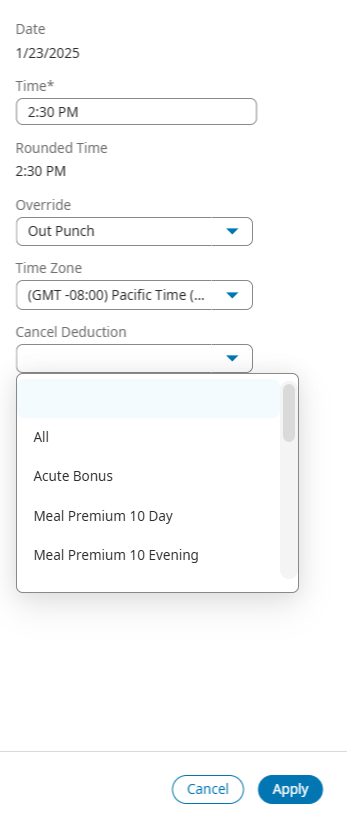 Date
1/23/2025
Time*
2:30 PM
Rounded Time
2:30 PM
Override
Out Punch
Time Zone
(GMT -08:00) Pacific Time (...
Cancel Deduction
All
Acute Bonus
Meal Premium 10 Day
Meal Premium 10 Evening
Cancel Apply